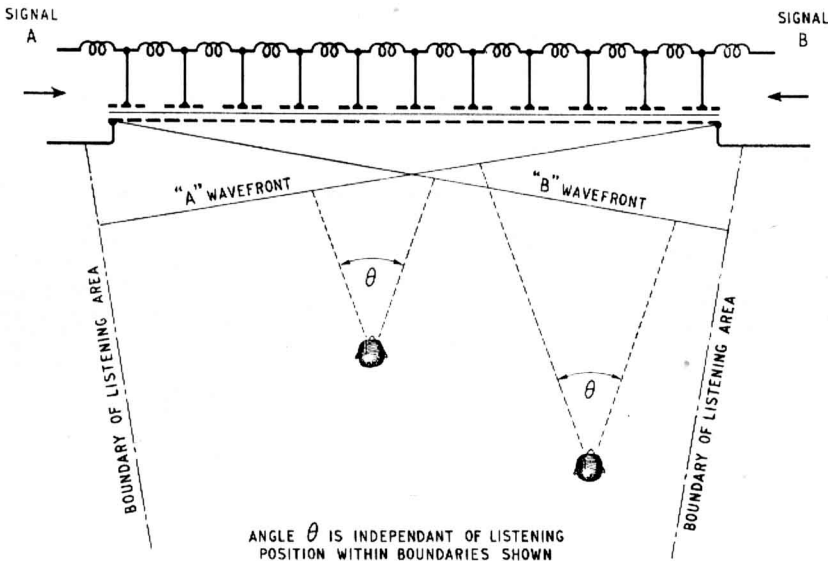 SIGNAL
A
SIGNAL
B
"A" WAVEFRONT
"B" WAVEFRONT
θ
θ
BOUNDARY OF LISTENING AREA
BOUNDARY OF LISTENING AREA
ANGLE θ IS INDEPENDANT OF LISTENING
POSITION WITHIN BOUNDARIES SHOWN